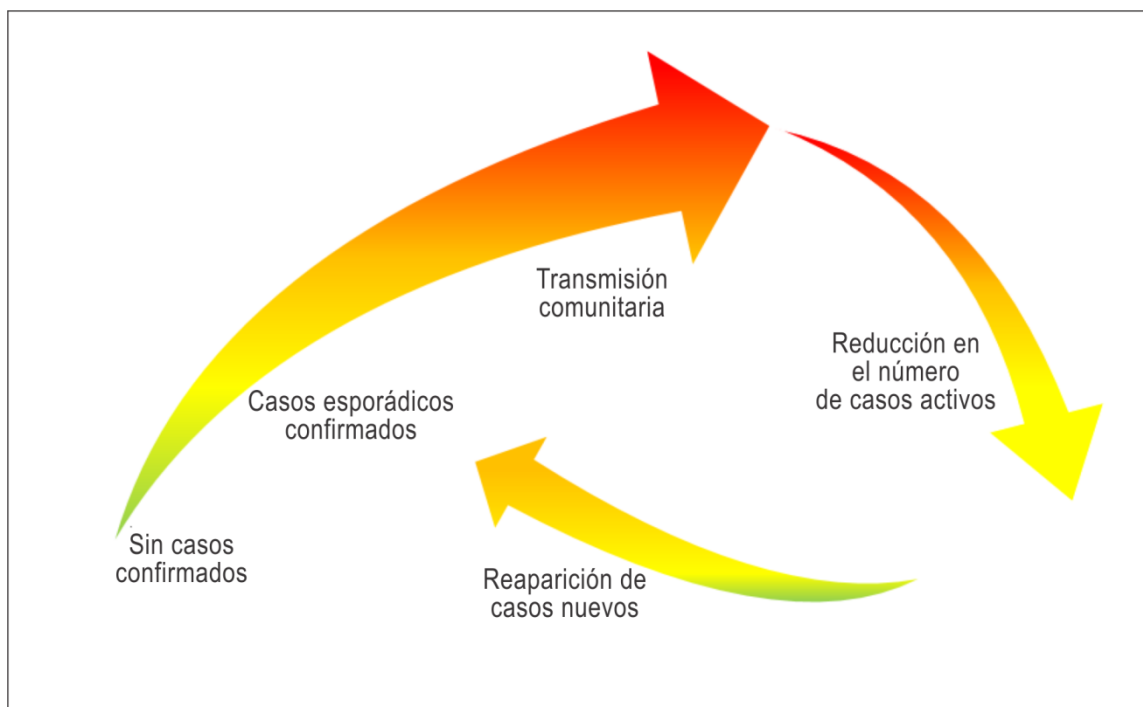 Transmisión
comunitaria
Reducción en
el número
de casos activos
Casos esporádicos
confirmados
Sin casos
confirmados
Reaparición de
casos nuevos